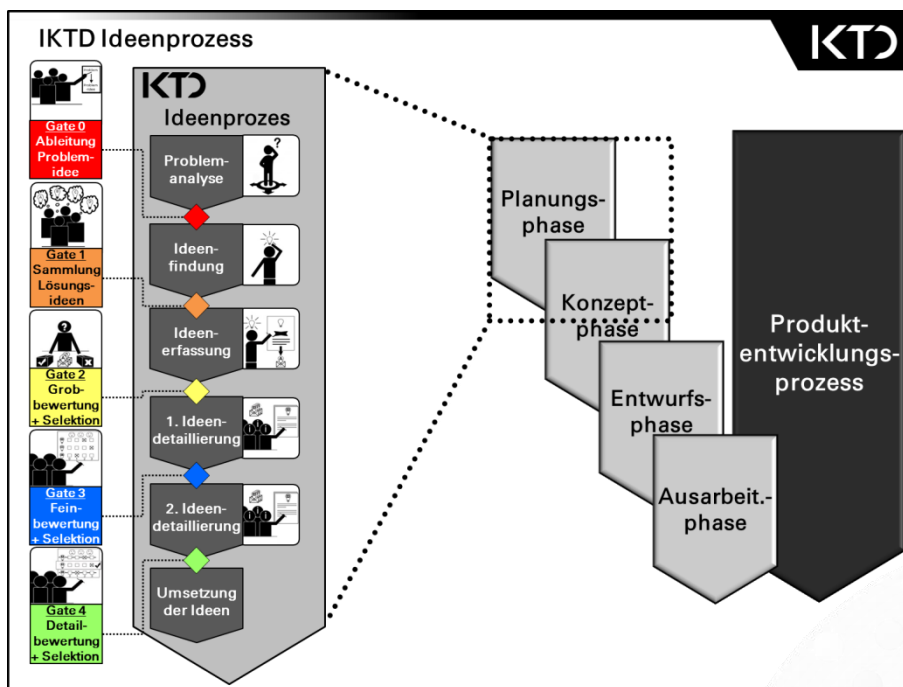 IKTD Ideenprozess
IKTD
Gate 0
Ableitung
Problem-
idee
Gate 1
Sammlung
Lösungs-
ideen
Gate 2
Grob-
bewertung
+ Selektion
Gate 3
Fein-
bewertung
+ Selektion
Gate 4
Detail-
bewertung
+ Selektion
IKTD
Ideenprozes
Problem-
analyse
Ideen-
findung
Ideen-
erfassung
1. Ideen-
detaillierung
2. Ideen-
detaillierung
Umsetzung
der Ideen
Planungs-
phase
Konzept-
phase
Entwurfs-
phase
Ausarbeit.-
phase
Produkt-
entwicklungs-
prozess